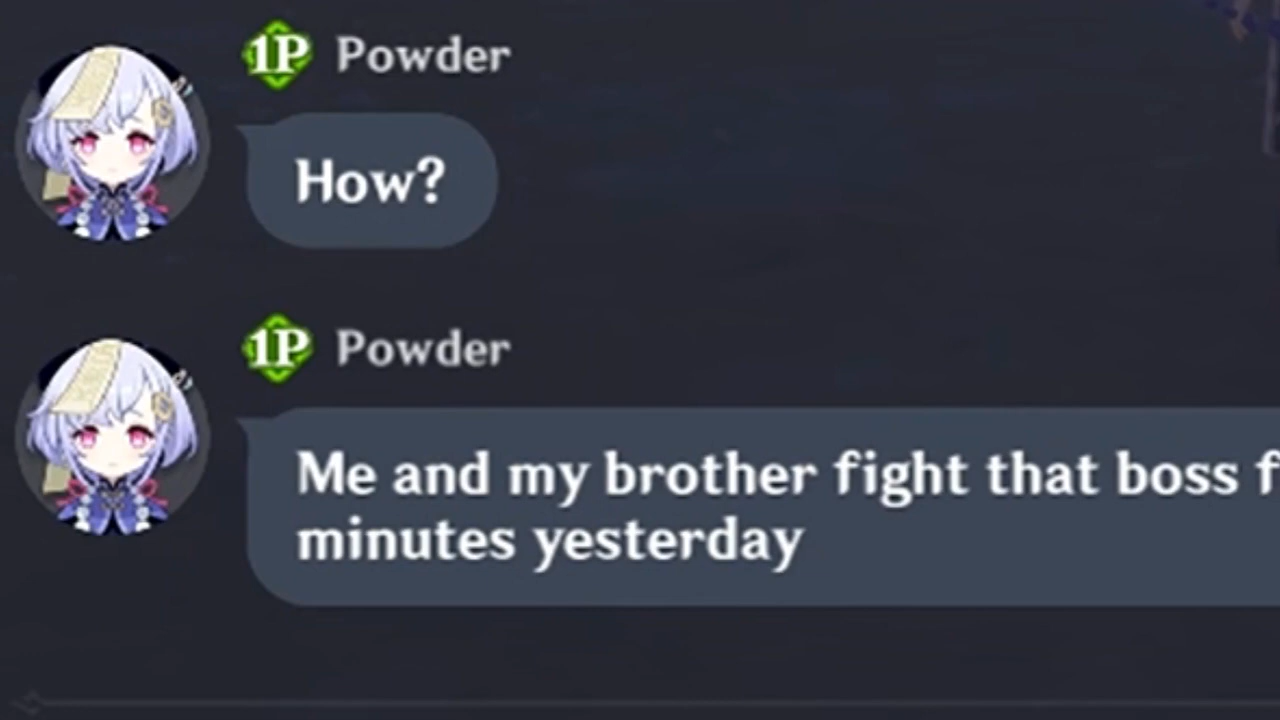 1P Powder
How?
1P Powder
Me and my brother fight that boss
minutes yesterday